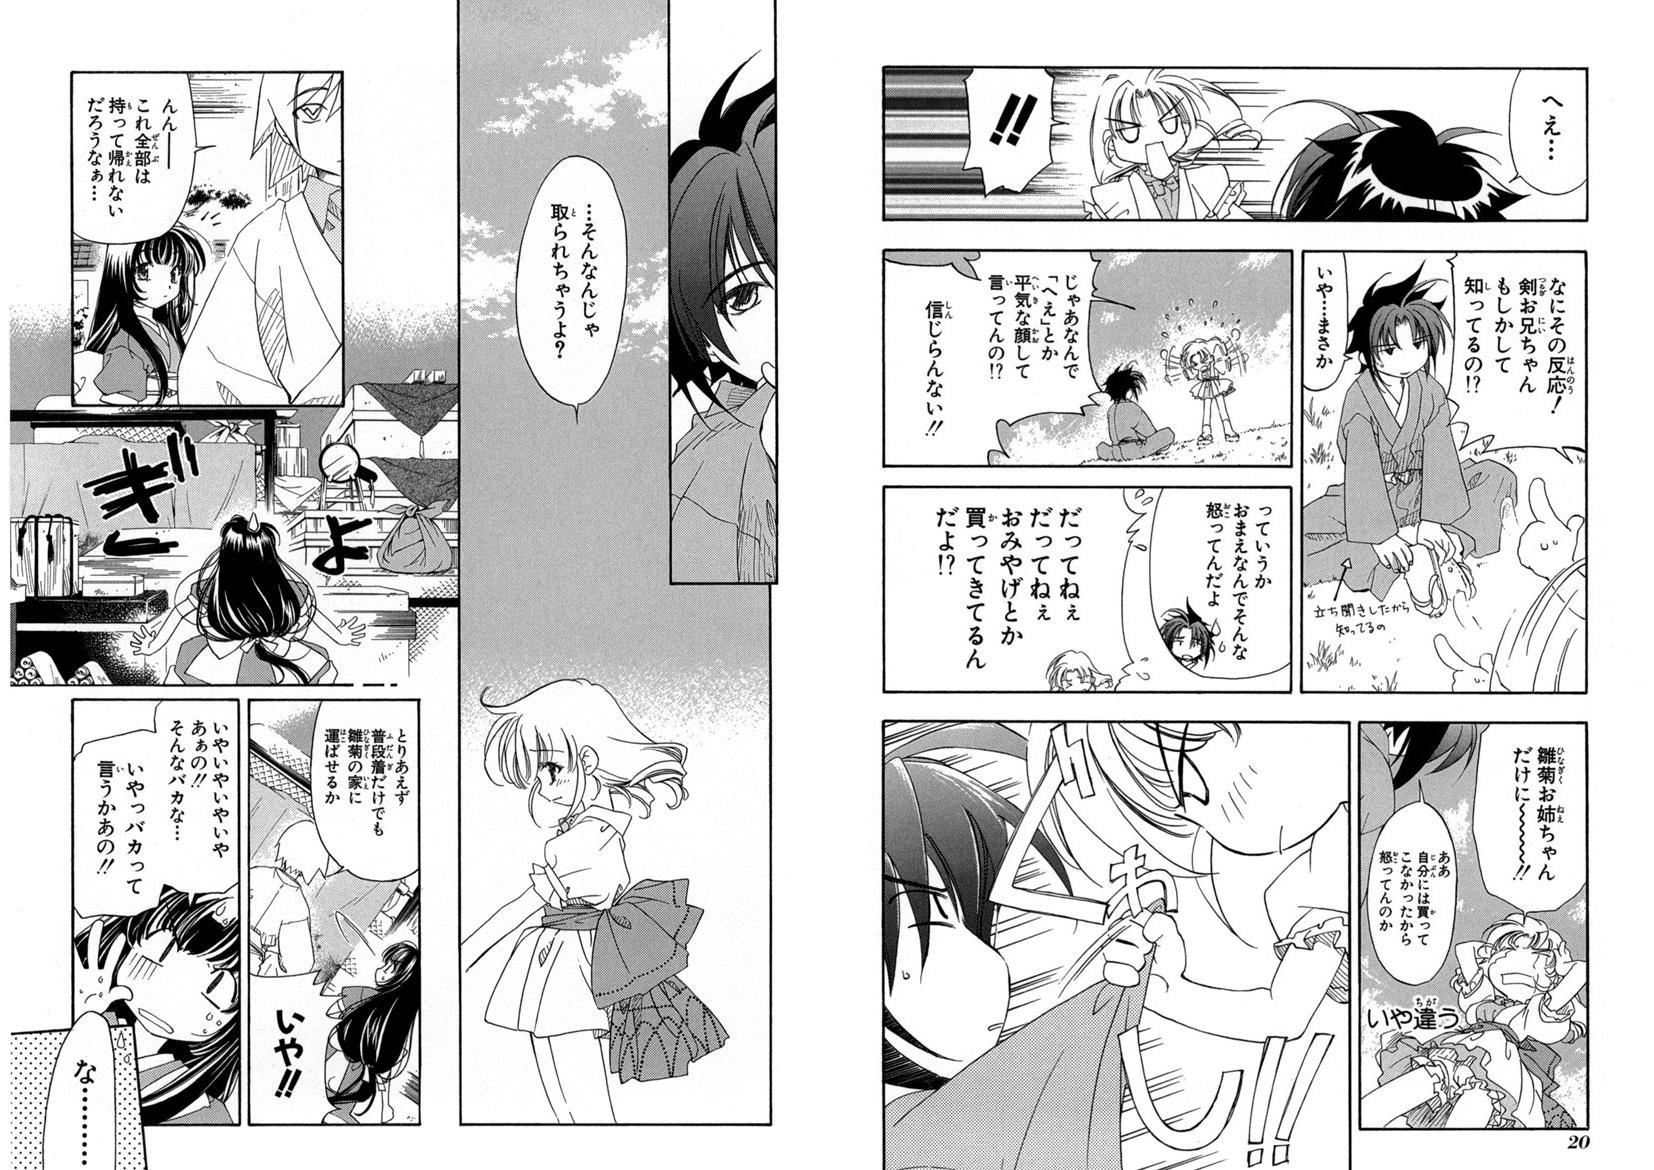 へえ…
!!
なにその反応!
剣お兄ちゃん
もしかして
知ってるの!?
いや…まさか
立ち聞きしたから
知ってるの
じゃあなんで
「へえ」とか
平気な顔して
言ってんの!?
信じらんない!!
っていうか
おまえなんでそんな
怒ってんだよ
だってねぇ
だってねぇ
おみやげとか
買ってきてるん
だよ!?
雛菊お姉ちゃん
だけに〜〜〜〜!!
ああ
自分には買って
こなかったから
怒ってんのか
いや違う
20
…そんなんじゃ
取られちゃうよ?
んん——
これ全部は
持って帰れない
だろうなぁ…
とりあえず
普段着だけでも
雛菊の家に
運ばせるか
いや!!
いやいやいやいや
あぁの!!
そんなバカな…
いやっバカって
言うかあの!!
な………